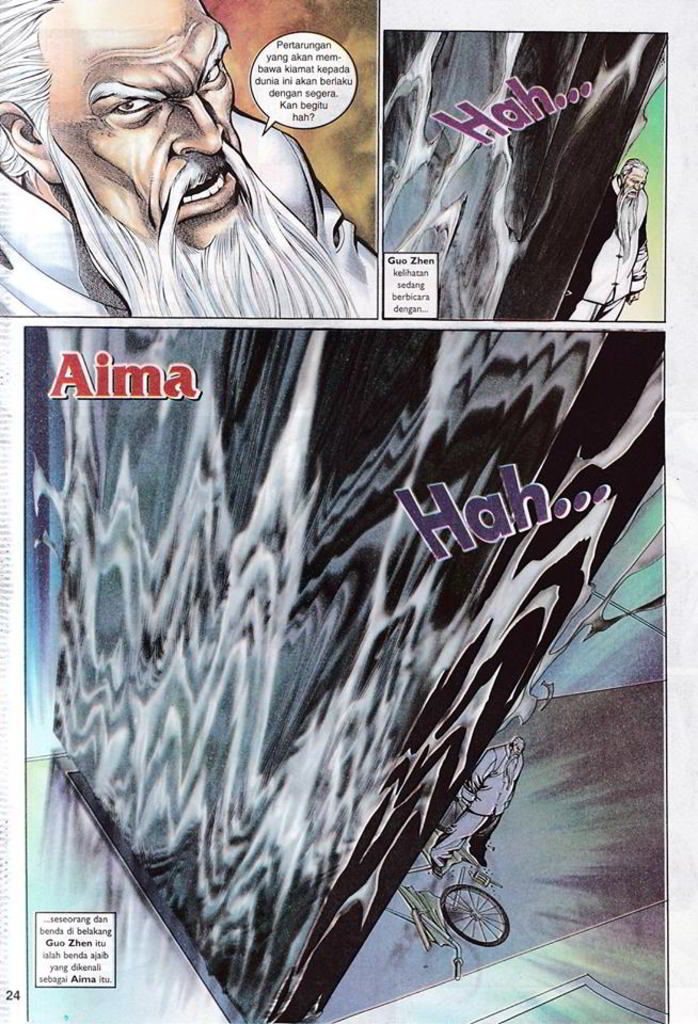 Pertarungan
yang akan mem-
bawa kiamat kepada
dunia ini akan berlaku
dengan segera.
Kan begitu
hah?
Hah...
Guo Zhen
kelihatan
sedang
berbicara
dengan...
Aima
Hah...
...seseorang dan
benda di belakang
Guo Zhen itu
ialah benda ajaib
yang dikenali
sebagai Aima itu.
24